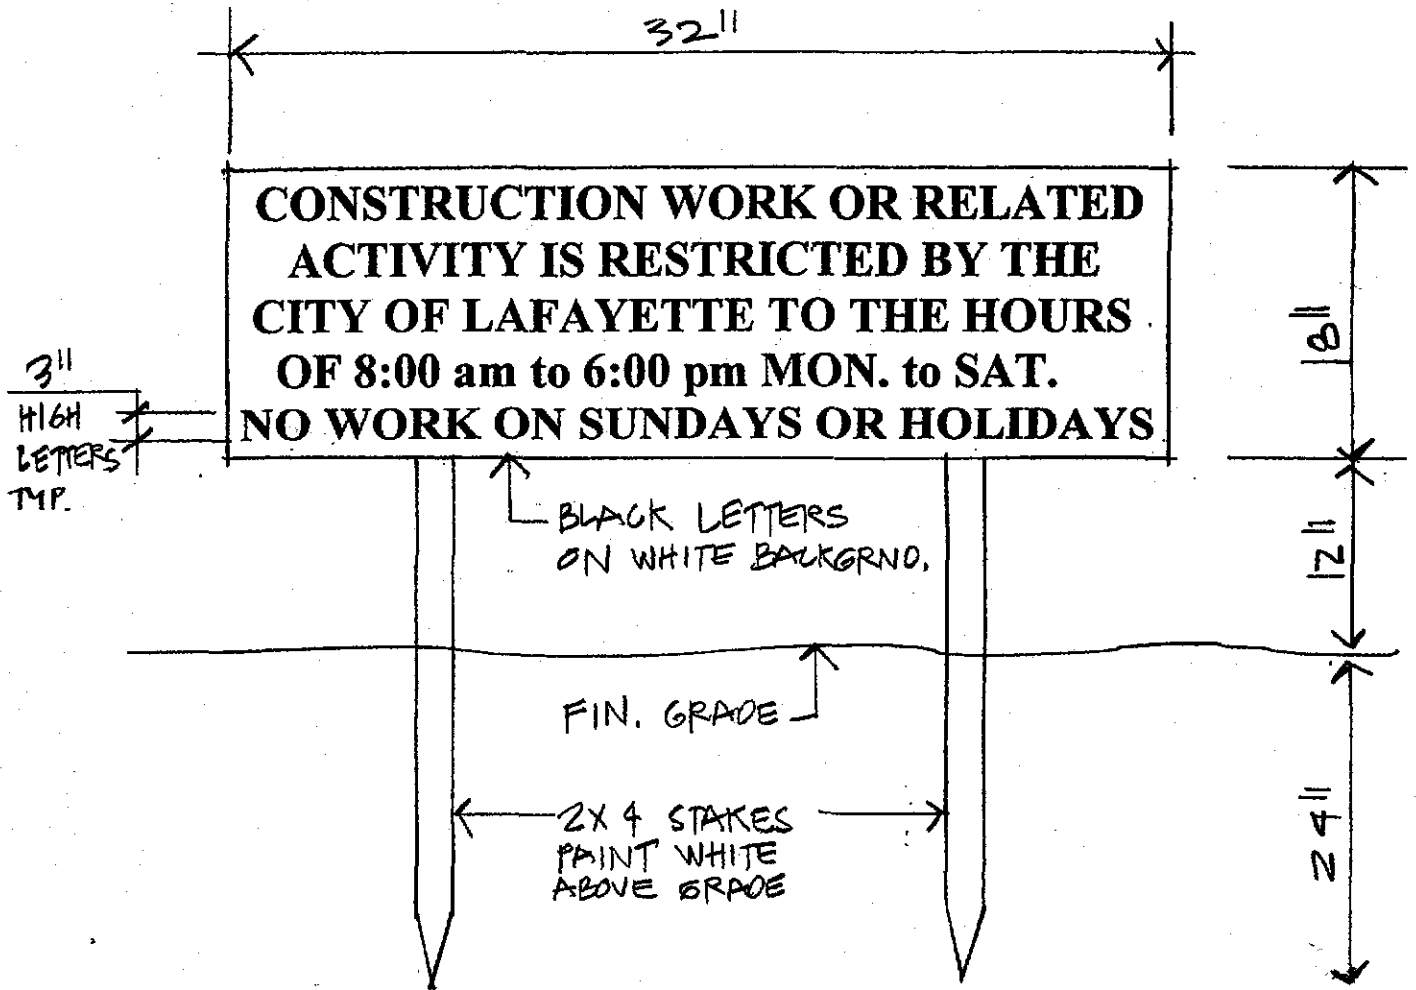 32"
CONSTRUCTION WORK OR RELATED
ACTIVITY IS RESTRICTED BY THE
CITY OF LAFAYETTE TO THE HOURS
OF 8:00 am to 6:00 pm MON. to SAT.
NO WORK ON SUNDAYS OR HOLIDAYS
3"
HIGH
LETTERS
TYP.
18"
BLACK LETTERS
ON WHITE BACKGRND.
12"
FIN. GRADE
2X4 STAKES
PAINT WHITE
ABOVE GRADE
24"